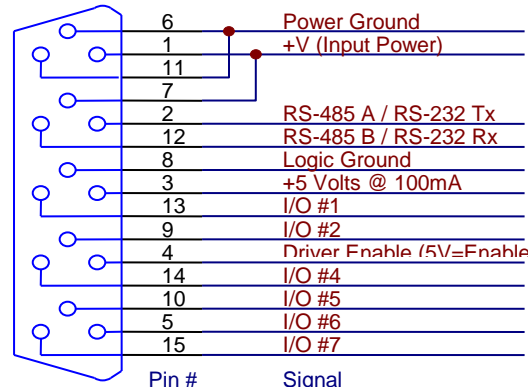 6 Power Ground
1 +V (Input Power)
11
7
2 RS-485 A / RS-232 Tx
12 RS-485 B / RS-232 Rx
8 Logic Ground
3 +5 Volts @ 100mA
13 I/O #1
9 I/O #2
4 Driver Enable (5V=Enable
14 I/O #4
10 I/O #5
5 I/O #6
15 I/O #7
Pin # Signal